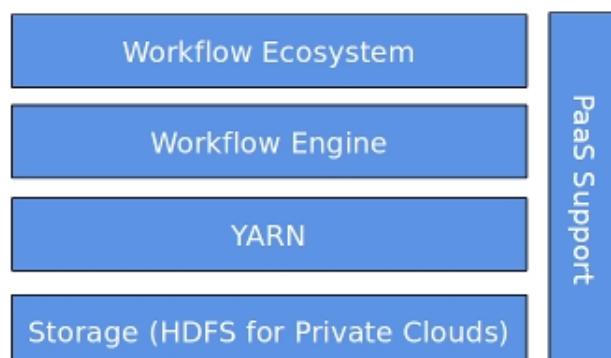 Workflow Ecosystem
Workflow Engine
YARN
Storage (HDFS for Private Clouds)
PaaS Support